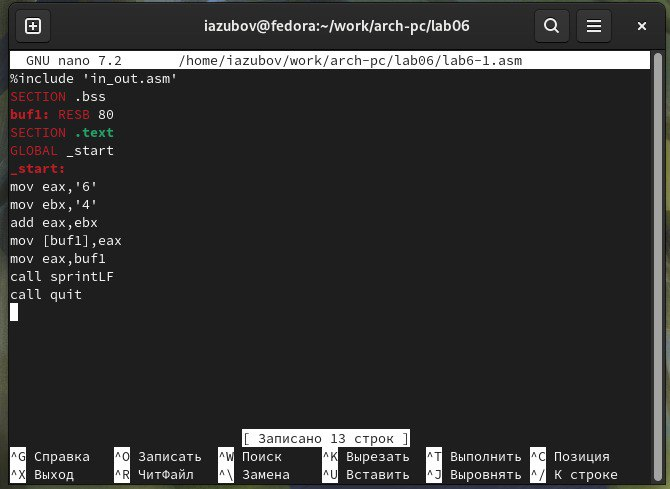 iazubov@fedora:~/work/arch-pc/lab06
GNU nano 7.2 /home/iazubov/work/arch-pc/lab06/lab6-1.asm
%include 'in_out.asm'
SECTION .bss
buf1: RESB 80
SECTION .text
GLOBAL _start
_start:
mov eax,'6'
mov ebx,'4'
add eax,ebx
mov [buf1],eax
mov eax,buf1
call sprintLF
call quit
[ Записано 13 строк ]
^G Справка ^O Записать ^W Поиск ^K Вырезать ^T Выполнить ^C Позиция
^X Выход ^R ЧитФайл ^\ Замена ^U Вставить ^J Выровнять ^/ К строке